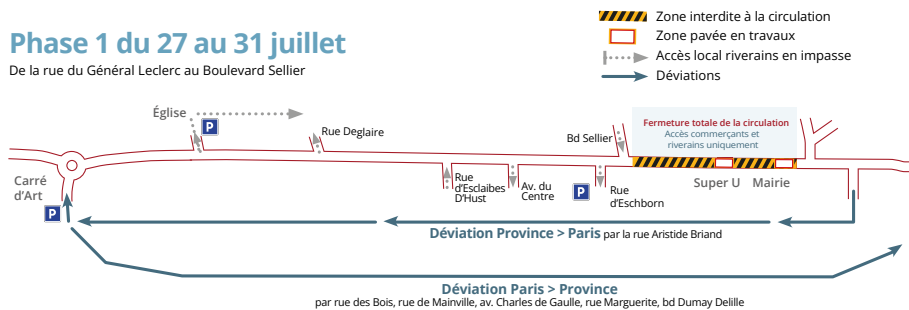 Phase 1 du 27 au 31 juillet
De la rue du Général Leclerc au Boulevard Sellier
Zone interdite à la circulation
Zone pavée en travaux
Accès local riverains en impasse
Déviations
Église
P
Rue Deglaire
Bd Sellier
Fermeture totale de la circulation
Accès commerçants et
riverains uniquement
Carré
d'Art
P
Rue
d'Esclaibes
D'Hust
Av. du
Centre
P
Rue
d'Eschborn
Super U
Mairie
Déviation Province > Paris par la rue Aristide Briand
Déviation Paris > Province
par rue des Bois, rue de Mainville, av. Charles de Gaulle, rue Marguerite, bd Dumay Delille